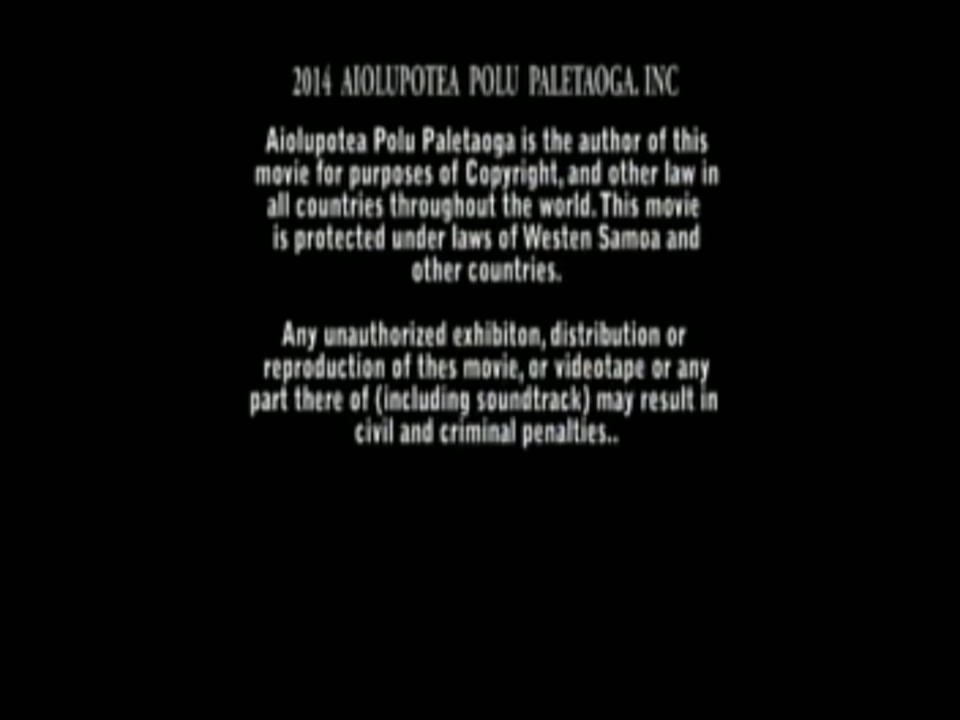 2014 AIOLUPOTEA POLU PALETAOGA. INC
Aiolupotea Polu Paletaoga is the author of this
movie for purposes of Copyright, and other law in
all countries throughout the world. This movie
is protected under laws of Westen Samoa and
other countries.
Any unauthorized exhibiton, distribution or
reproduction of thes movie, or videotape or any
part there of (including soundtrack) may result in
civil and criminal penalties..